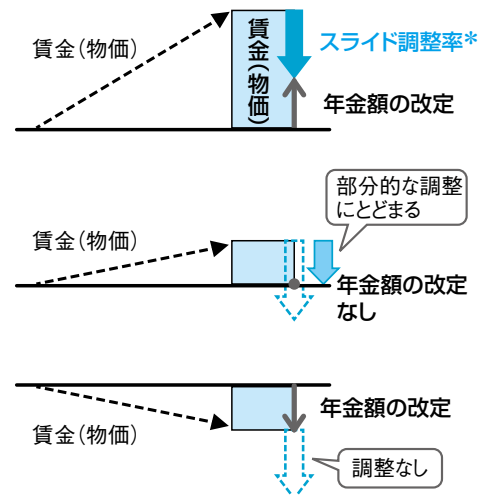 賃金（物価）
賃金（物価）
スライド調整率＊
年金額の改定
部分的な調整
にとどまる
賃金（物価）
年金額の改定
なし
年金額の改定
賃金（物価）
調整なし